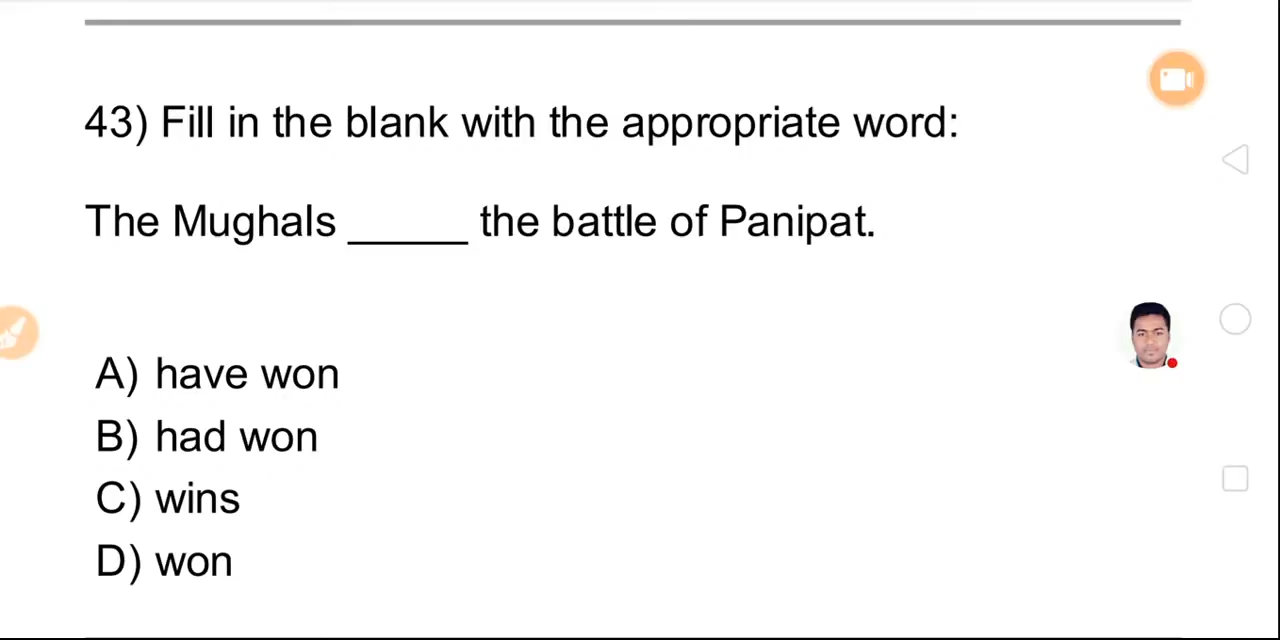 43) Fill in the blank with the appropriate word:
The Mughals _____ the battle of Panipat.
A) have won
B) had won
C) wins
D) won